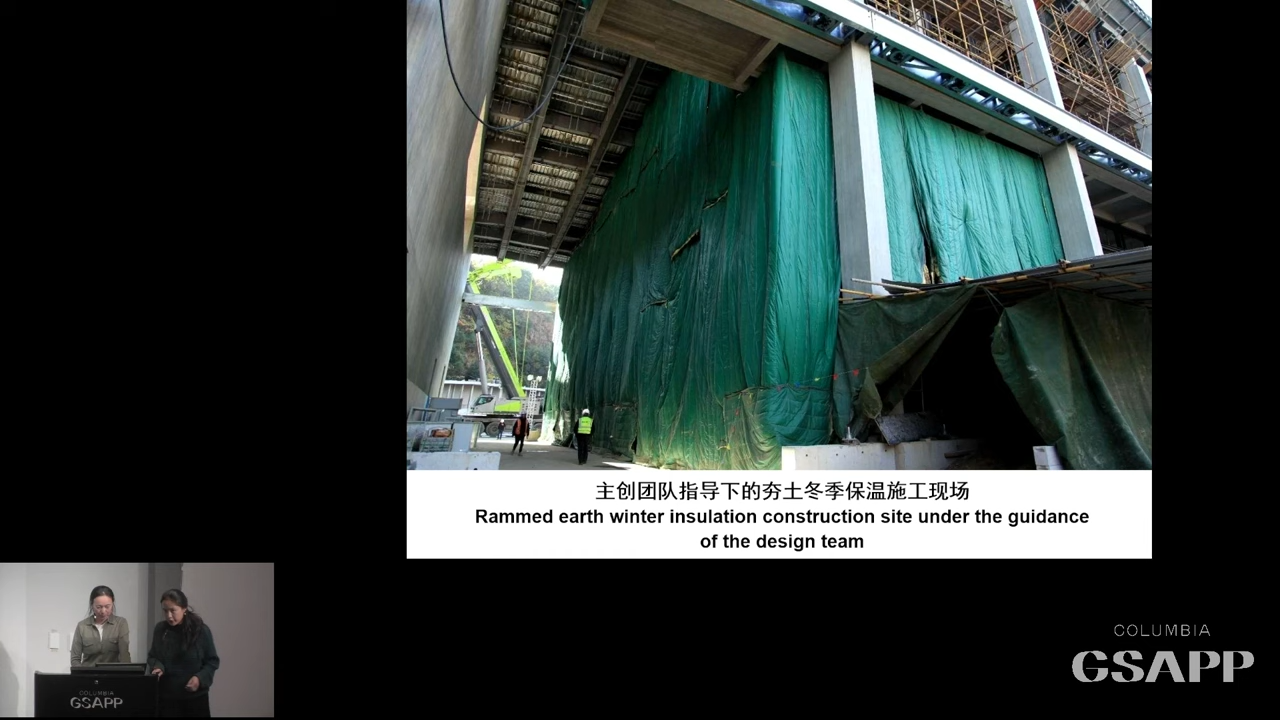 主创团队指导下的夯土冬季保温施工现场
Rammed earth winter insulation construction site under the guidance
of the design team
COLUMBIA
GSAPP
COLUMBIA
GSAPP